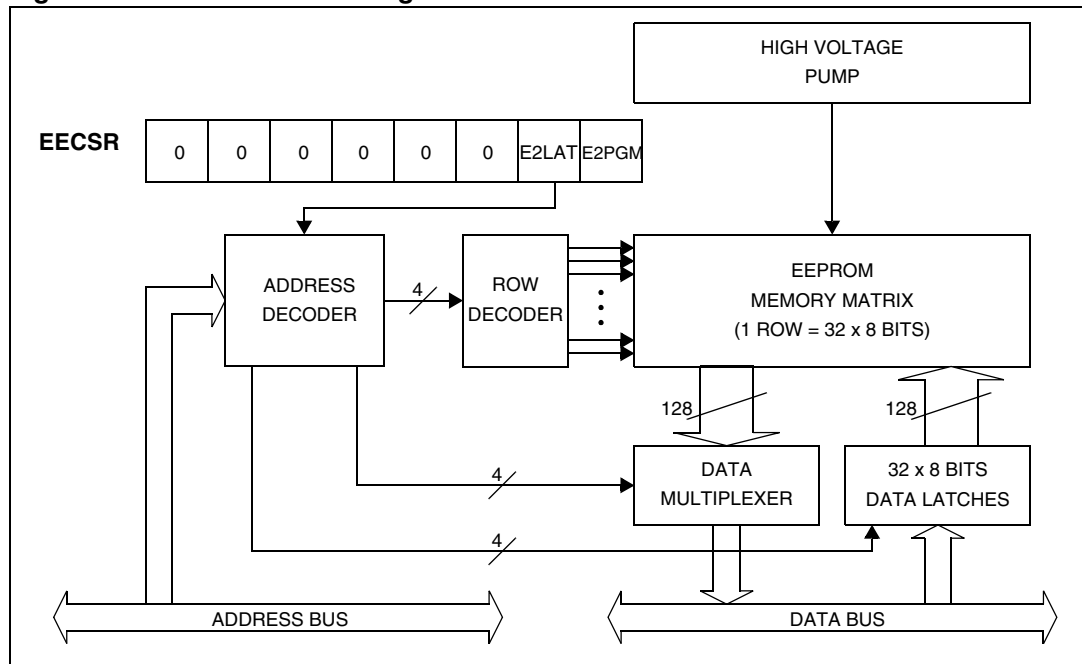 HIGH VOLTAGE
PUMP
EECSR
0 0 0 0 0 0 E2LAT E2PGM
ADDRESS
DECODER
4
ROW
DECODER
EEPROM
MEMORY MATRIX
(1 ROW = 32 x 8 BITS)
128
128
4
DATA
MULTIPLEXER
32 x 8 BITS
DATA LATCHES
4
ADDRESS BUS
DATA BUS